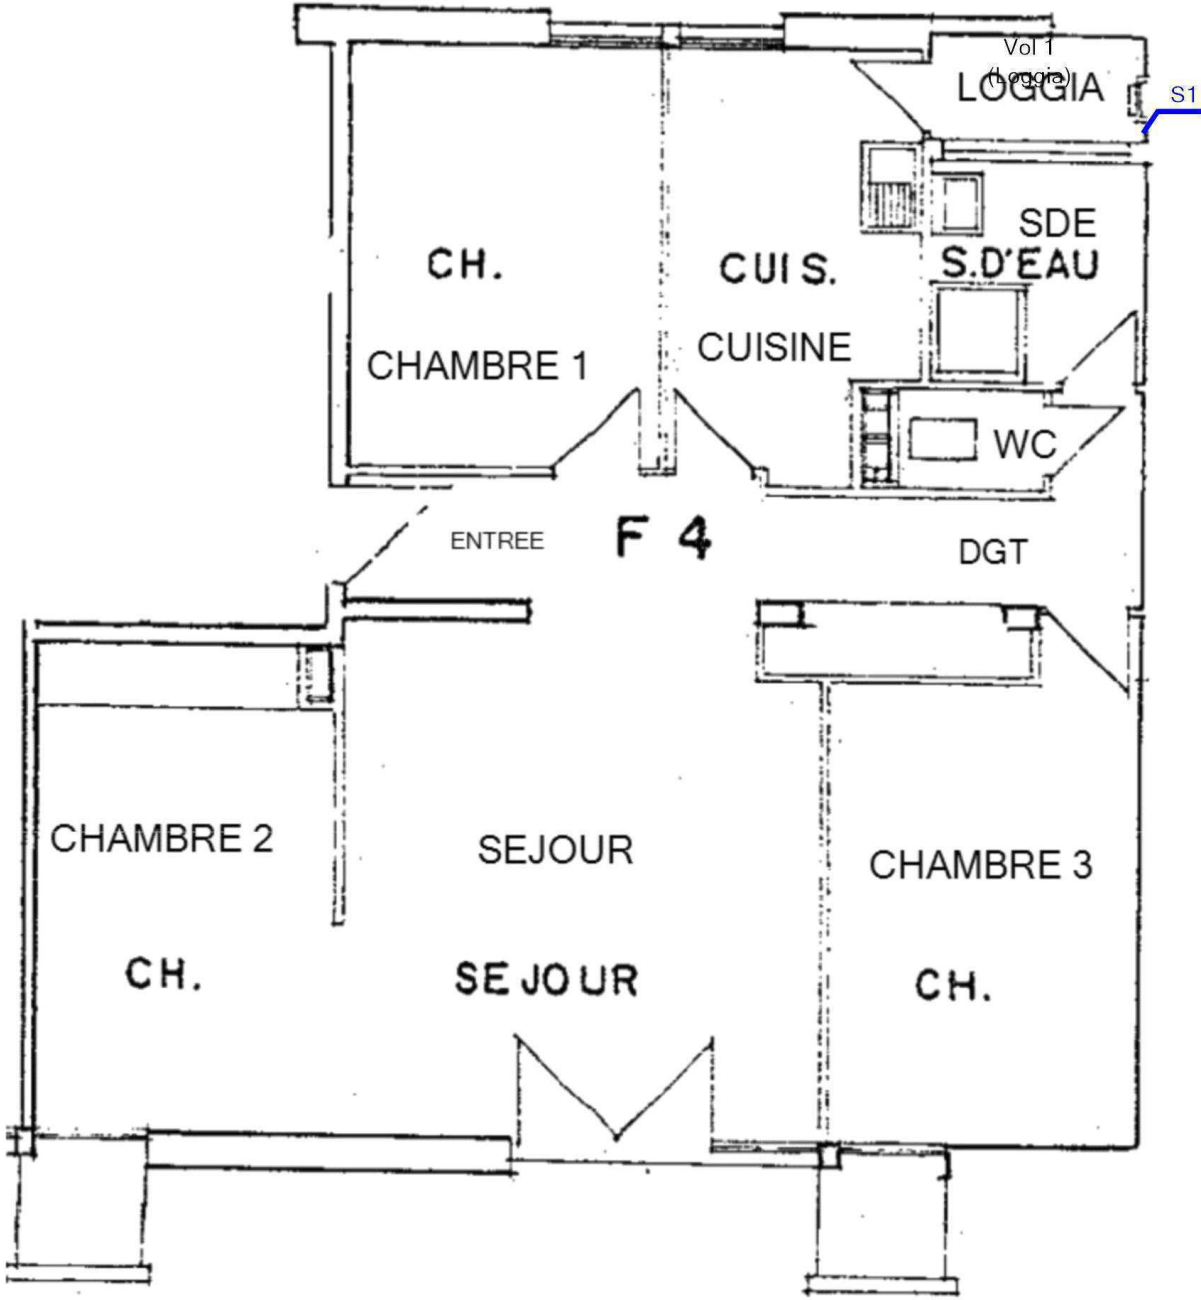 Vol 1
(Loggia)
LOGGIA
S1
SDE
S.D'EAU
CH.
CUIS.
CHAMBRE 1
CUISINE
WC
ENTREE
F 4
DGT
CHAMBRE 2
SEJOUR
CHAMBRE 3
CH.
SEJOUR
CH.